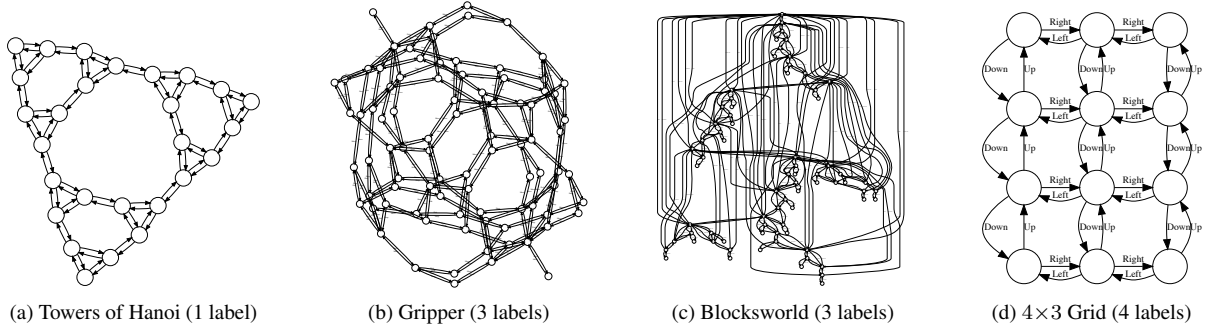 Right Right
Left Left
Down Up Down Up Down Up
Right Right
Left Left
Down Up Down Up Down Up
Right Right
Left Left
Down Up Down Up Down Up
Right Right
Left Left
(a) Towers of Hanoi (1 label) (b) Gripper (3 labels) (c) Blocksworld (3 labels) (d) 4×3 Grid (4 labels)